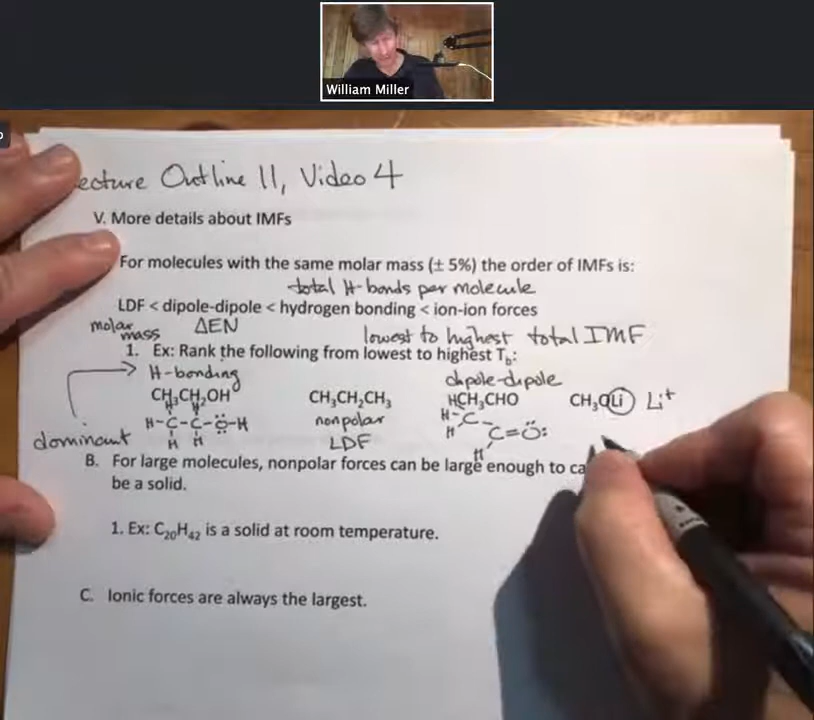 William Miller
ecture Outline 11, Video 4
V. More details about IMFs
For molecules with the same molar mass (± 5%) the order of IMFs is:
total H-bonds per molecule
LDF < dipole-dipole < hydrogen bonding < ion-ion forces
molar mass ΔEN lowest to highest total IMF
1. Ex: Rank the following from lowest to highest Tb:
H-bonding dipole-dipole
CH₃CH₂OH CH₃CH₂CH₃ CH₃CHO CH₃OLi Li⁺
H-C-C-Ö-H nonpolar H-C
H H H C=Ö:
dominant LDF H
B. For large molecules, nonpolar forces can be large enough to ca
be a solid.
1. Ex: C₂₀H₄₂ is a solid at room temperature.
C. Ionic forces are always the largest.